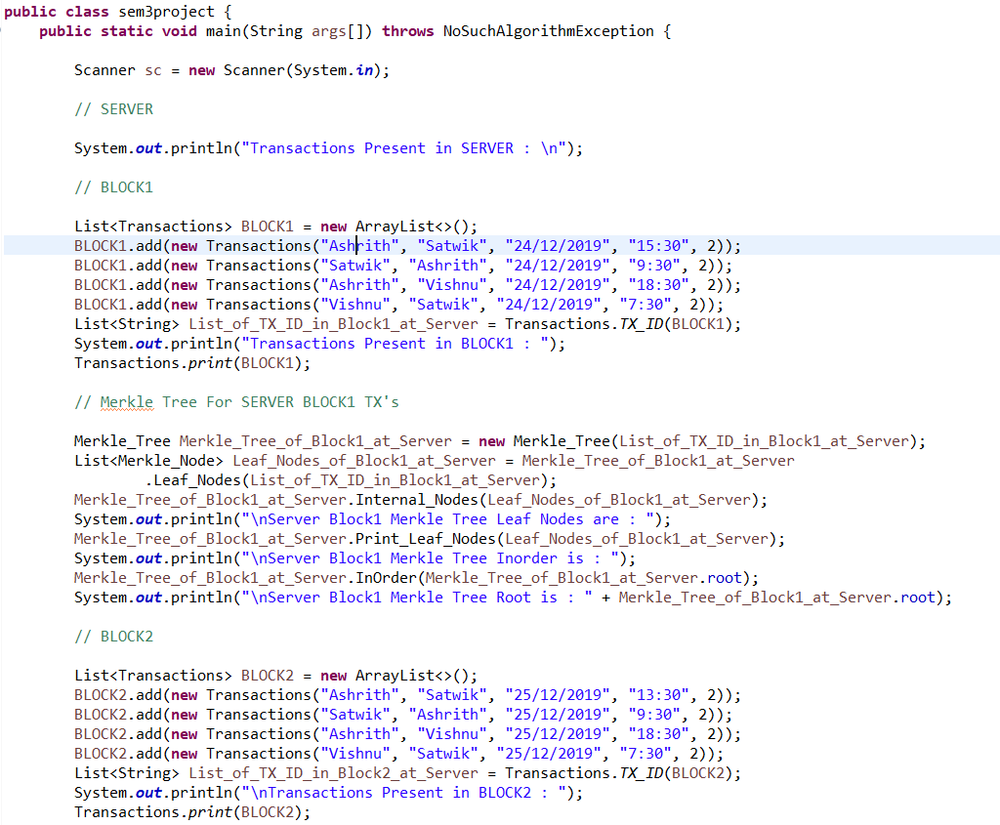 public class sem3project {
    public static void main(String args[]) throws NoSuchAlgorithmException {

        Scanner sc = new Scanner(System.in);

        // SERVER

        System.out.println("Transactions Present in SERVER : \n");

        // BLOCK1

        List<Transactions> BLOCK1 = new ArrayList<>();
        BLOCK1.add(new Transactions("Ashrith", "Satwik", "24/12/2019", "15:30", 2));
        BLOCK1.add(new Transactions("Satwik", "Ashrith", "24/12/2019", "9:30", 2));
        BLOCK1.add(new Transactions("Ashrith", "Vishnu", "24/12/2019", "18:30", 2));
        BLOCK1.add(new Transactions("Vishnu", "Satwik", "24/12/2019", "7:30", 2));
        List<String> List_of_TX_ID_in_Block1_at_Server = Transactions.TX_ID(BLOCK1);
        System.out.println("Transactions Present in BLOCK1 : ");
        Transactions.print(BLOCK1);

        // Merkle Tree For SERVER BLOCK1 TX's

        Merkle_Tree Merkle_Tree_of_Block1_at_Server = new Merkle_Tree(List_of_TX_ID_in_Block1_at_Server);
        List<Merkle_Node> Leaf_Nodes_of_Block1_at_Server = Merkle_Tree_of_Block1_at_Server
                .Leaf_Nodes(List_of_TX_ID_in_Block1_at_Server);
        Merkle_Tree_of_Block1_at_Server.Internal_Nodes(Leaf_Nodes_of_Block1_at_Server);
        System.out.println("\nServer Block1 Merkle Tree Leaf Nodes are : ");
        Merkle_Tree_of_Block1_at_Server.Print_Leaf_Nodes(Leaf_Nodes_of_Block1_at_Server);
        System.out.println("\nServer Block1 Merkle Tree Inorder is : ");
        Merkle_Tree_of_Block1_at_Server.InOrder(Merkle_Tree_of_Block1_at_Server.root);
        System.out.println("\nServer Block1 Merkle Tree Root is : " + Merkle_Tree_of_Block1_at_Server.root);

        // BLOCK2

        List<Transactions> BLOCK2 = new ArrayList<>();
        BLOCK2.add(new Transactions("Ashrith", "Satwik", "25/12/2019", "13:30", 2));
        BLOCK2.add(new Transactions("Satwik", "Ashrith", "25/12/2019", "9:30", 2));
        BLOCK2.add(new Transactions("Ashrith", "Vishnu", "25/12/2019", "18:30", 2));
        BLOCK2.add(new Transactions("Vishnu", "Satwik", "25/12/2019", "7:30", 2));
        List<String> List_of_TX_ID_in_Block2_at_Server = Transactions.TX_ID(BLOCK2);
        System.out.println("\nTransactions Present in BLOCK2 : ");
        Transactions.print(BLOCK2);